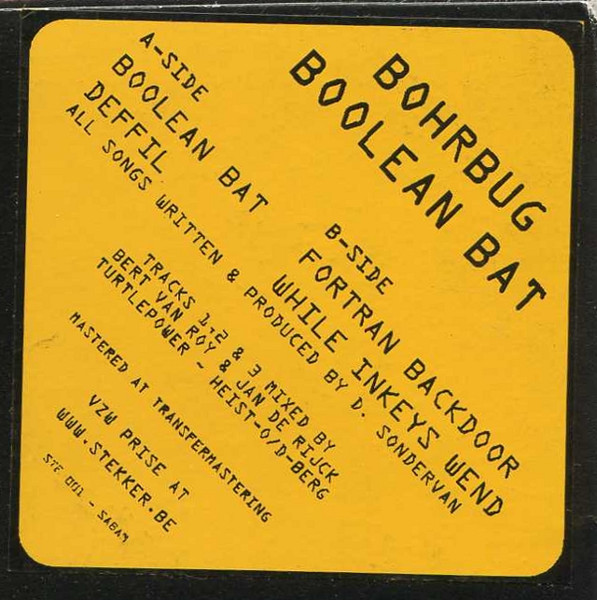 BOHRBUG
BOOLEAN BAT
A-SIDE
BOOLEAN BAT
DEFFIL
B-SIDE
FORTRAN BACKDOOR
WHILE INKEYS WEND
ALL SONGS WRITTEN & PRODUCED BY D. SONDERVAN
TRACKS 1,2 & 3 MIXED BY
BERT VAN ROY & JAN DE RIJCK
TURTLEPOWER - HEIST-O/D-BERG
MASTERED AT TRANSFERMASTERING
VZW PRISE AT
WWW.STEKKER.BE
STE 001 - SABAM